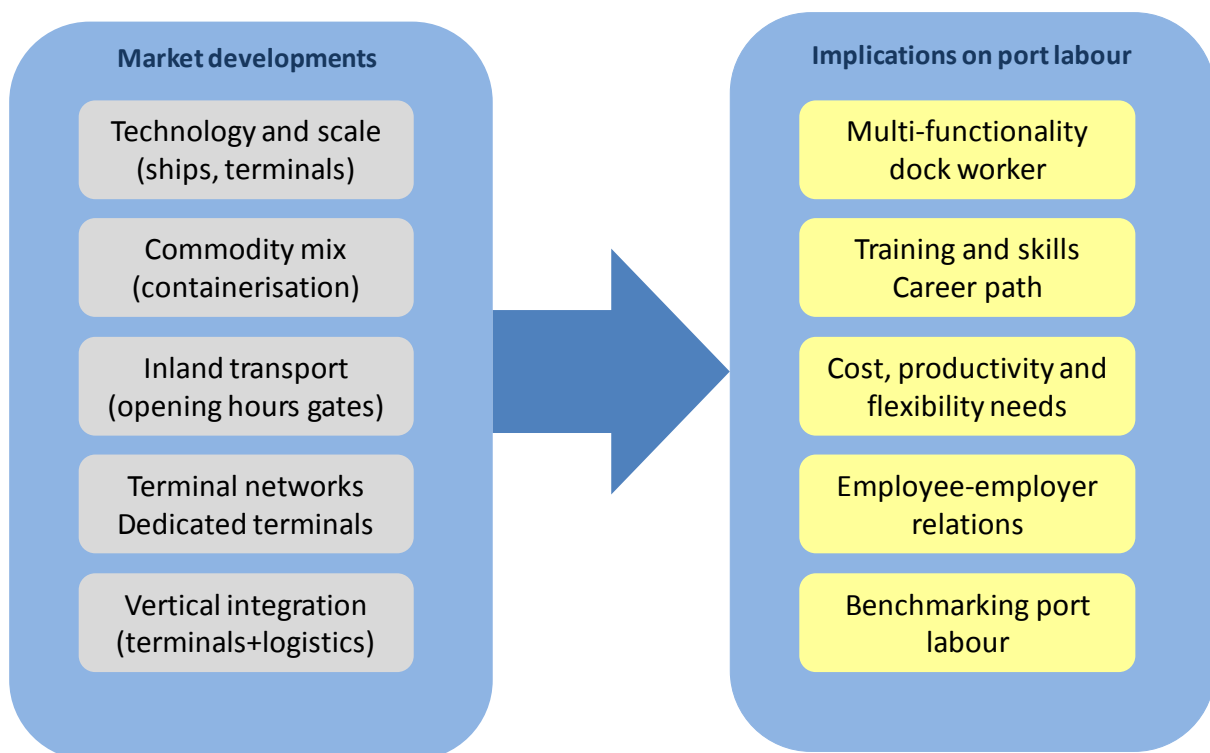 Market developments
Technology and scale
(ships, terminals)
Commodity mix
(containerisation)
Inland transport
(opening hours gates)
Terminal networks
Dedicated terminals
Vertical integration
(terminals+logistics)
Implications on port labour
Multi-functionality
dock worker
Training and skills
Career path
Cost, productivity and
flexibility needs
Employee-employer
relations
Benchmarking port
labour